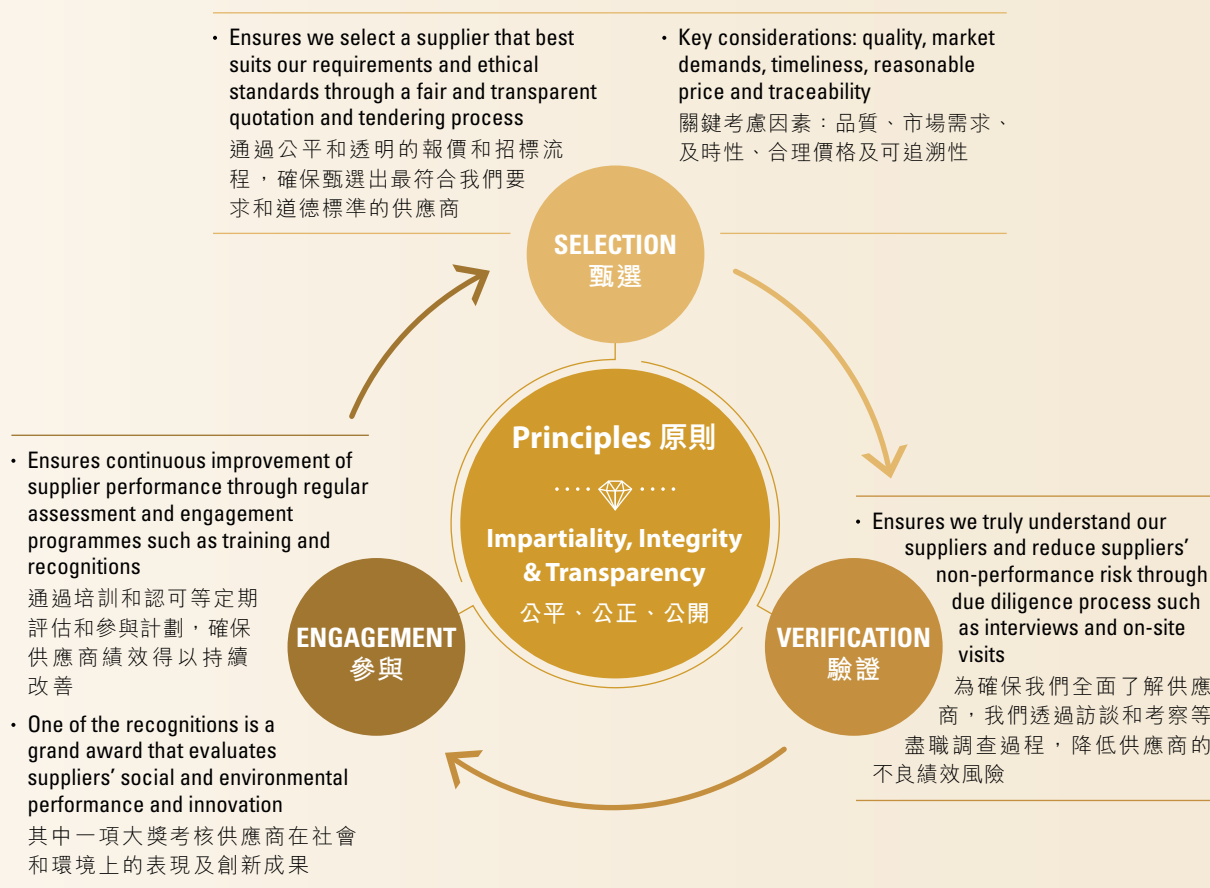 · Ensures we select a supplier that best
suits our requirements and ethical
standards through a fair and transparent
quotation and tendering process
通過公平和透明的報價和招標流
程，確保甄選出最符合我們要
求和道德標準的供應商
· Key considerations: quality, market
demands, timeliness, reasonable
price and traceability
關鍵考慮因素：品質、市場需求、
及時性、合理價格及可追溯性
SELECTION
甄選
Principles 原則
Impartiality, Integrity
& Transparency
公平、公正、公開
· Ensures we truly understand our
suppliers and reduce suppliers’
non-performance risk through
due diligence process such
as interviews and on-site
visits
為確保我們全面了解供應
商，我們透過訪談和考察等
盡職調查過程，降低供應商的
不良績效風險
VERIFICATION
驗證
ENGAGEMENT
參與
· Ensures continuous improvement of
supplier performance through regular
assessment and engagement
programmes such as training and
recognitions
通過培訓和認可等定期
評估和參與計劃，確保
供應商績效得以持續
改善
· One of the recognitions is a
grand award that evaluates
suppliers’ social and environmental
performance and innovation
其中一項大獎考核供應商在社會
和環境上的表現及創新成果